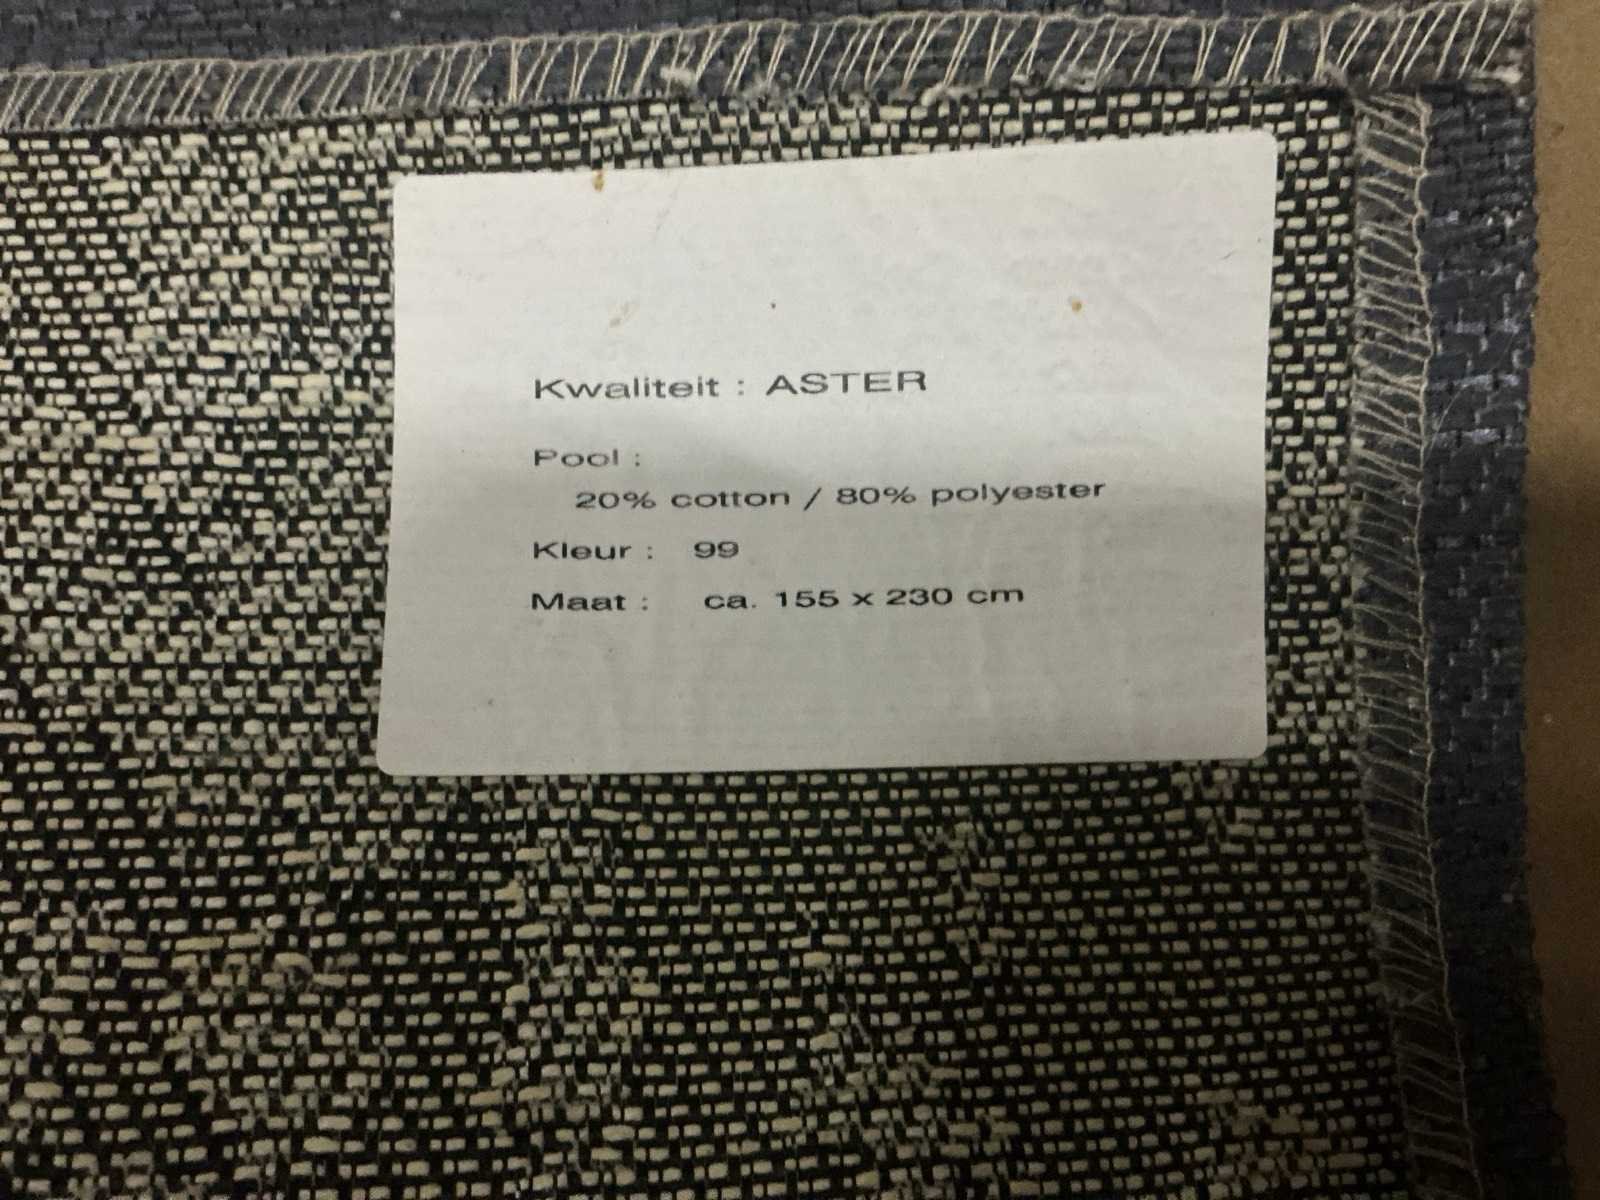 Kwaliteit : ASTER
Pool :
20% cotton / 80% polyester
Kleur : 99
Maat : ca. 155 x 230 cm